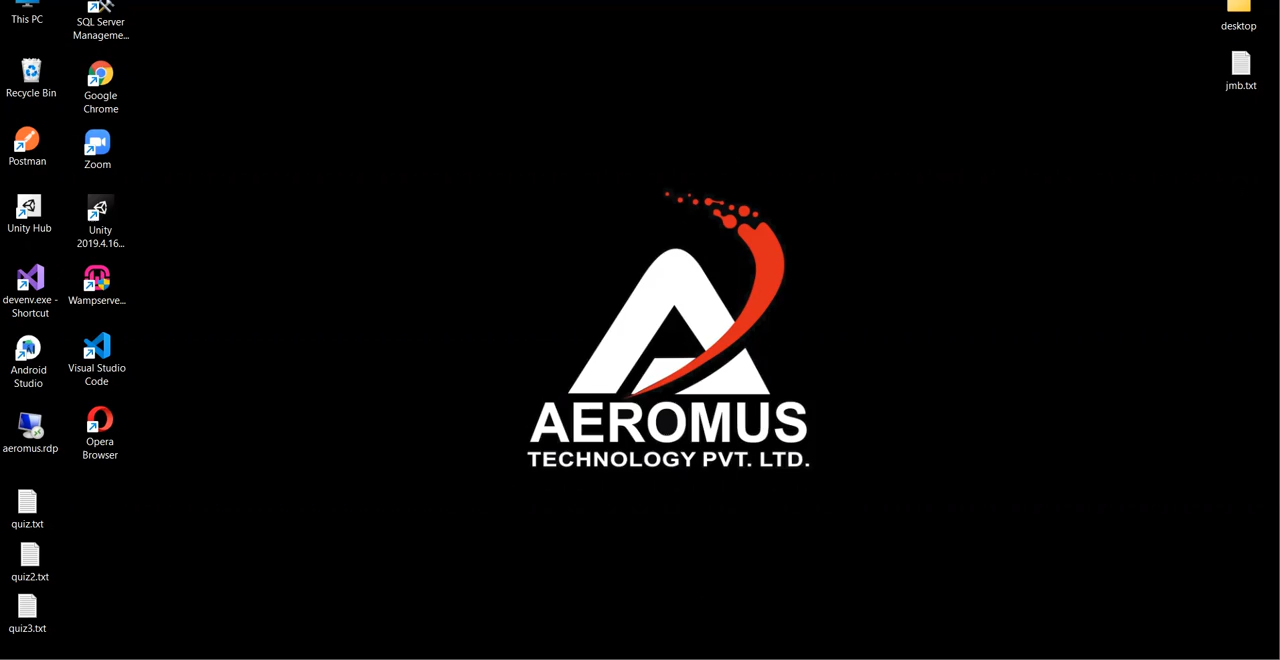 This PC
SQL Server
Manageme...
Recycle Bin
Google
Chrome
Postman
Zoom
Unity Hub
Unity
2019.4.16...
devenv.exe -
Shortcut
Wampserve...
Android
Studio
Visual Studio
Code
aeromus.rdp
Opera
Browser
quiz.txt
quiz2.txt
quiz3.txt
AEROMUS
TECHNOLOGY PVT. LTD.
desktop
jmb.txt